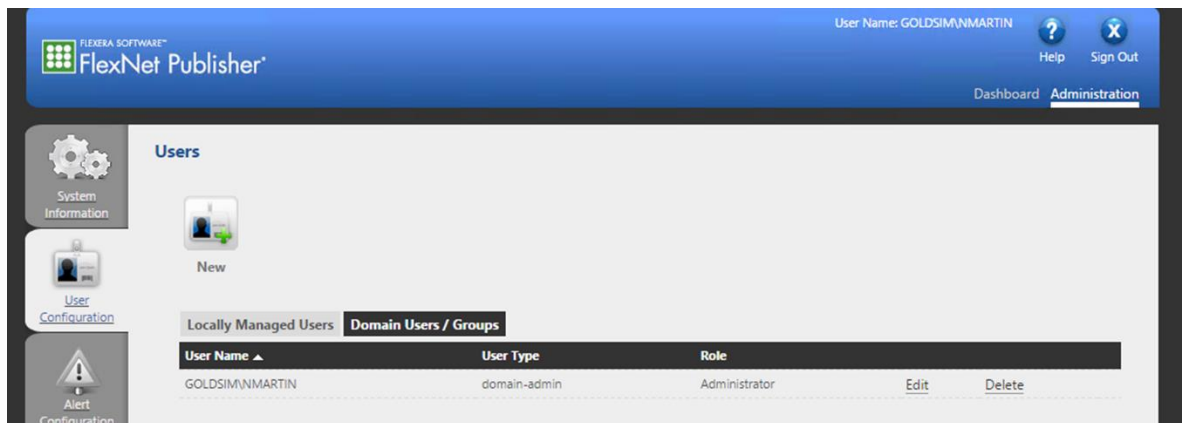 User Name: GOLDSIM\NMARTIN
FLEXERA SOFTWARE™
FlexNet Publisher®
Help
Sign Out
Dashboard Administration
Users
System
Information
New
User
Configuration
Locally Managed Users Domain Users / Groups
User Name User Type Role
GOLDSIM\NMARTIN domain-admin Administrator Edit Delete
Alert
Configuration